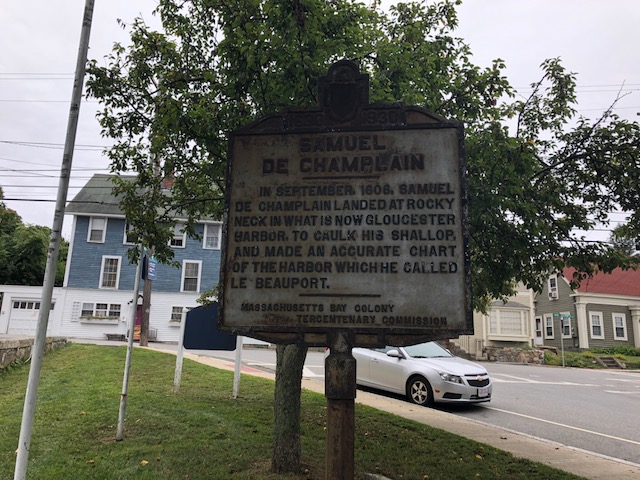 1930
SAMUEL
DE CHAMPLAIN
IN SEPTEMBER, 1606, SAMUEL
DE CHAMPLAIN LANDED AT ROCKY
NECK IN WHAT IS NOW GLOUCESTER
HARBOR, TO CAULK HIS SHALLOP,
AND MADE AN ACCURATE CHART
OF THE HARBOR WHICH HE CALLED
LE BEAUPORT.
MASSACHUSETTS BAY COLONY
TERCENTENARY COMMISSION